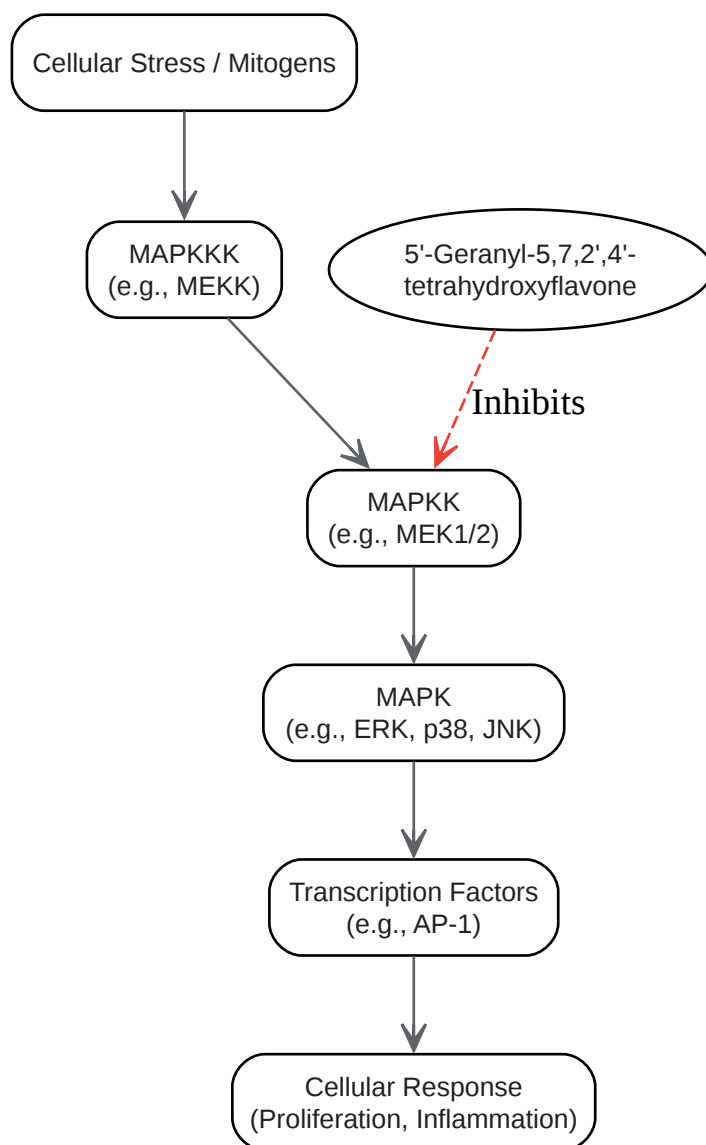 Cellular Stress / Mitogens
MAPKKK
(e.g., MEKK)
5'-Geranyl-5,7,2',4'-
tetrahydroxyflavone
Inhibits
MAPKK
(e.g., MEK1/2)
MAPK
(e.g., ERK, p38, JNK)
Transcription Factors
(e.g., AP-1)
Cellular Response
(Proliferation, Inflammation)